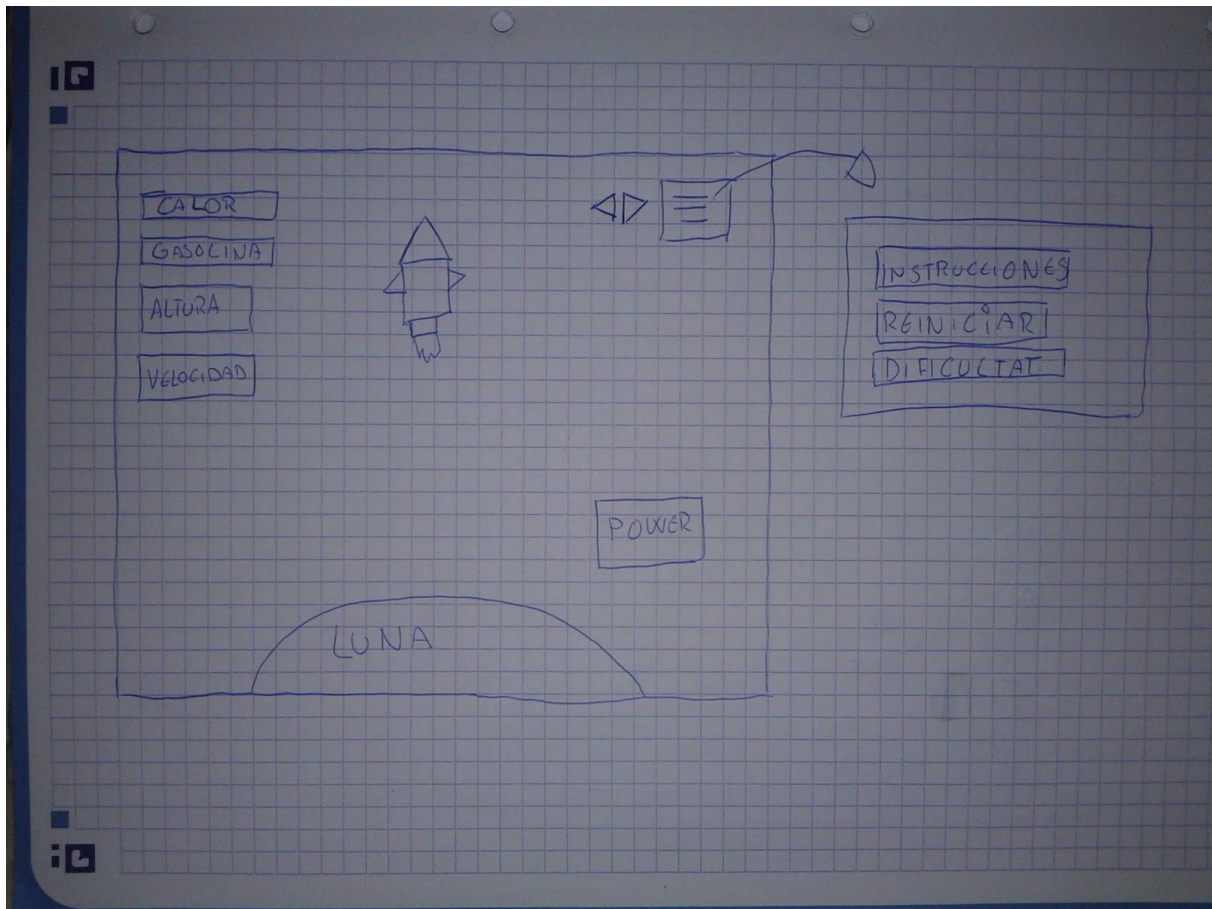 CALOR
GASOLINA
ALTURA
VELOCIDAD
INSTRUCCIONES
REINICIAR
DIFICULTAT
POWER
LUNA